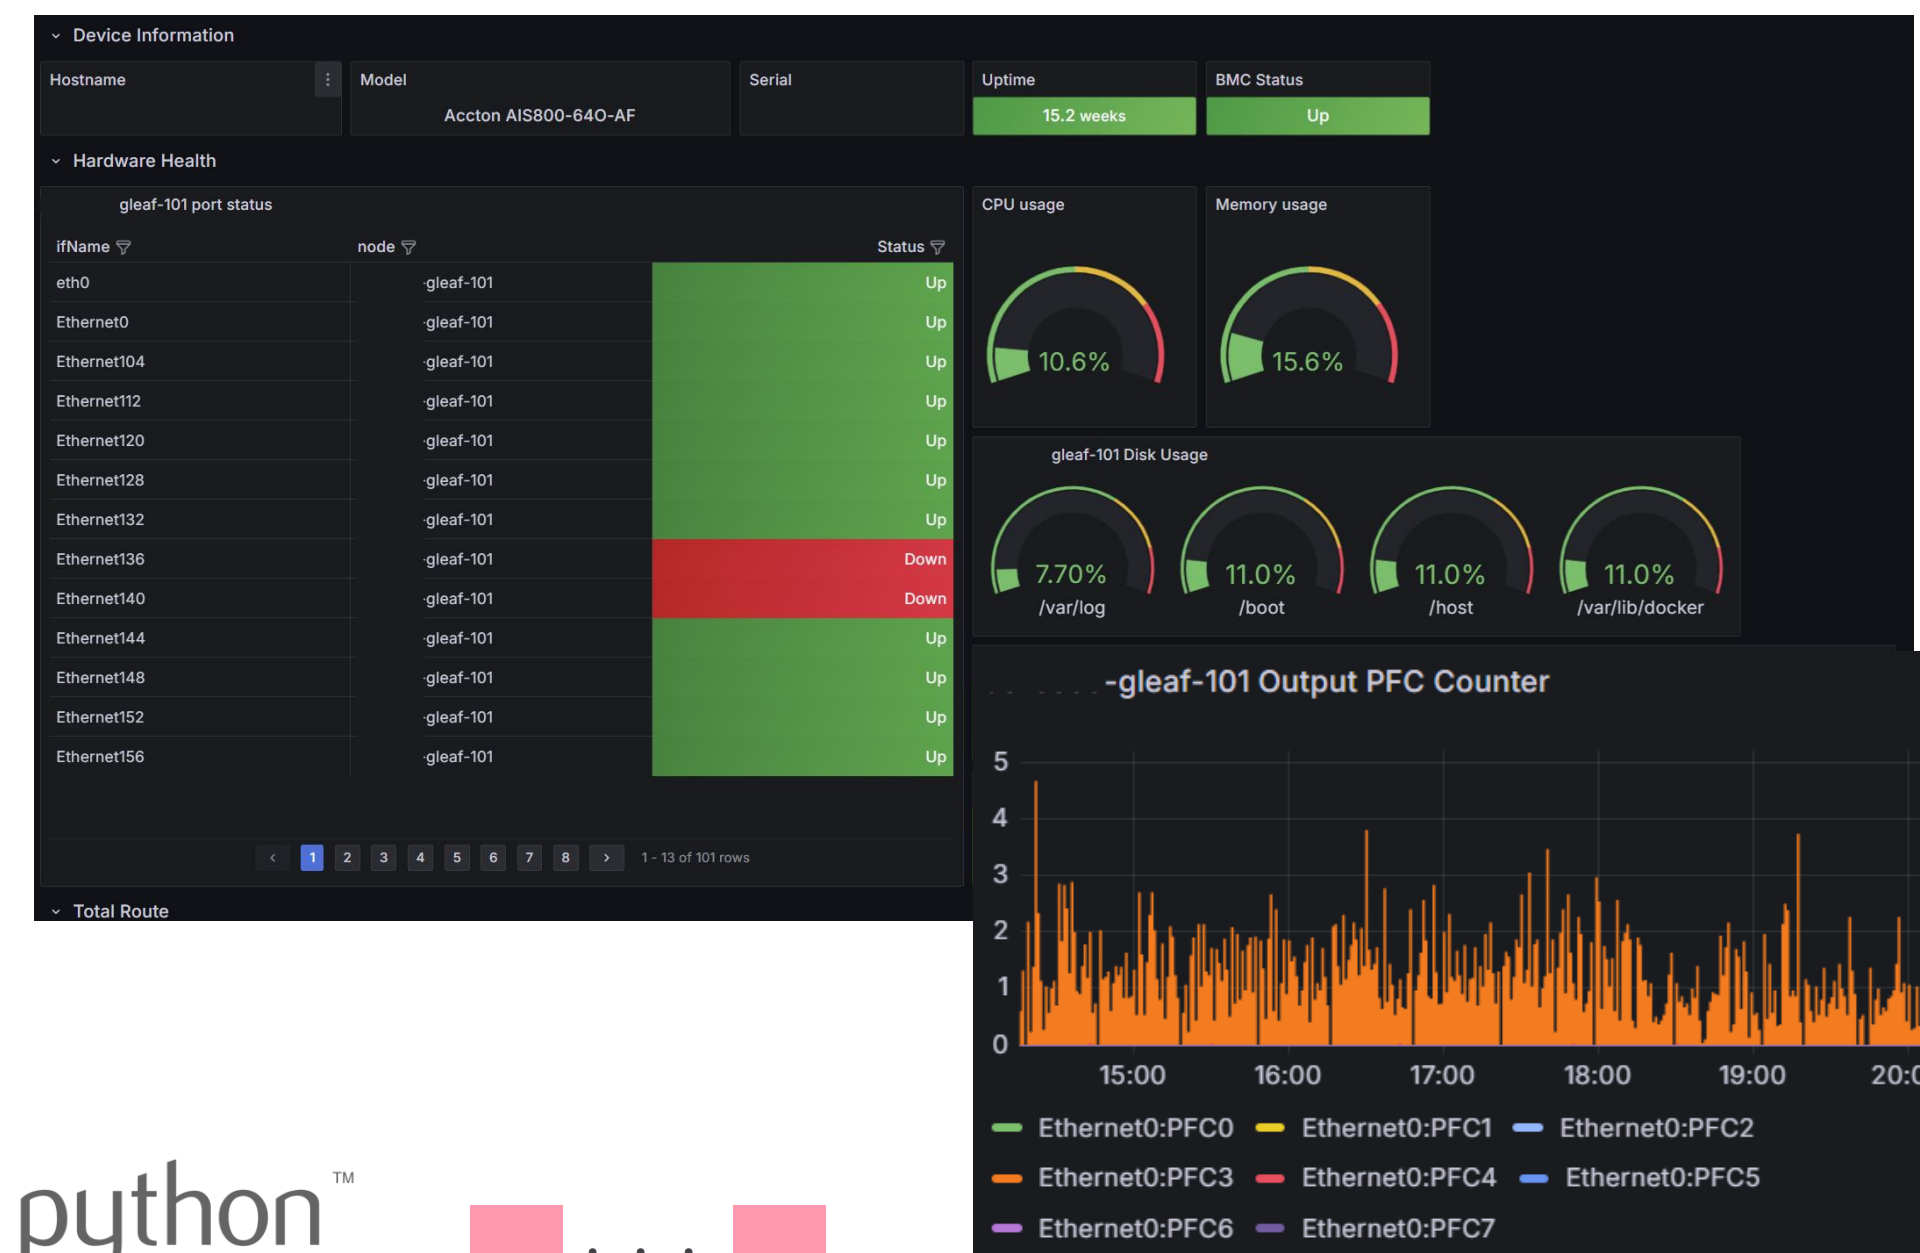 Device Information
Hostname
Model
Accton AIS800-64O-AF
Serial
Uptime
15.2 weeks
BMC Status
Up
Hardware Health
gleaf-101 port status
ifName node Status
eth0 -gleaf-101 Up
Ethernet0 -gleaf-101 Up
Ethernet104 -gleaf-101 Up
Ethernet112 -gleaf-101 Up
Ethernet120 -gleaf-101 Up
Ethernet128 -gleaf-101 Up
Ethernet132 -gleaf-101 Up
Ethernet136 -gleaf-101 Down
Ethernet140 -gleaf-101 Down
Ethernet144 -gleaf-101 Up
Ethernet148 -gleaf-101 Up
Ethernet152 -gleaf-101 Up
Ethernet156 -gleaf-101 Up
1 2 3 4 5 6 7 8 1 - 13 of 101 rows
Total Route
CPU usage
10.6%
Memory usage
15.6%
gleaf-101 Disk Usage
7.70% 11.0% 11.0% 11.0%
/var/log /boot /host /var/lib/docker
-gleaf-101 Output PFC Counter
5
4
3
2
1
0
15:00 16:00 17:00 18:00 19:00
Ethernet0:PFC0 Ethernet0:PFC1 Ethernet0:PFC2
Ethernet0:PFC3 Ethernet0:PFC4 Ethernet0:PFC5
Ethernet0:PFC6 Ethernet0:PFC7
python™